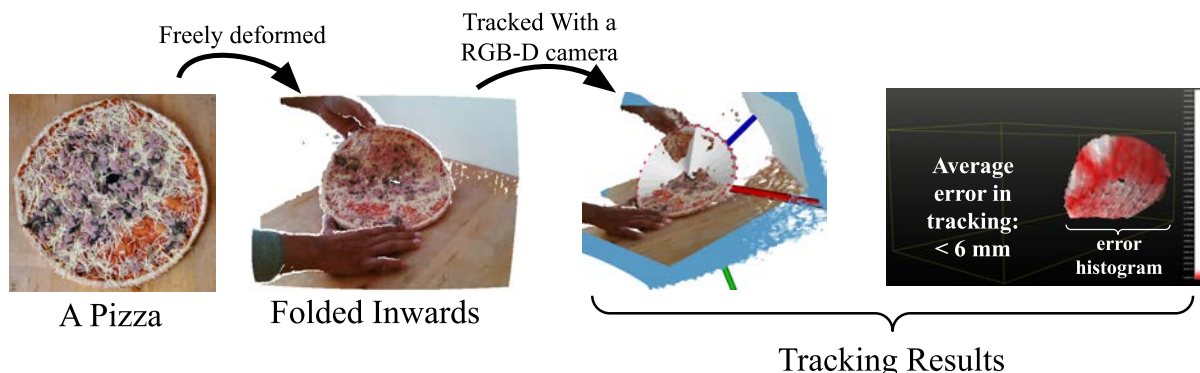 Freely deformed
Tracked With a
RGB-D camera
Average
error in
tracking:
< 6 mm
error
histogram
A Pizza
Folded Inwards
Tracking Results